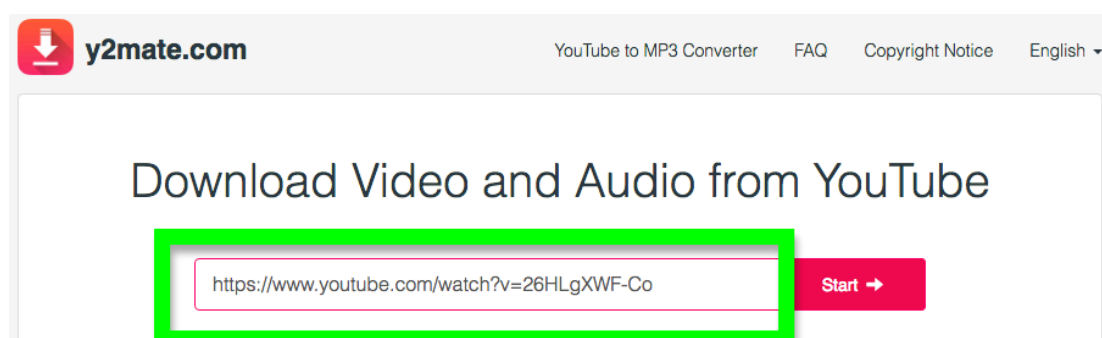 y2mate.com YouTube to MP3 Converter FAQ Copyright Notice English
Download Video and Audio from YouTube
https://www.youtube.com/watch?v=26HLgXWF-Co Start